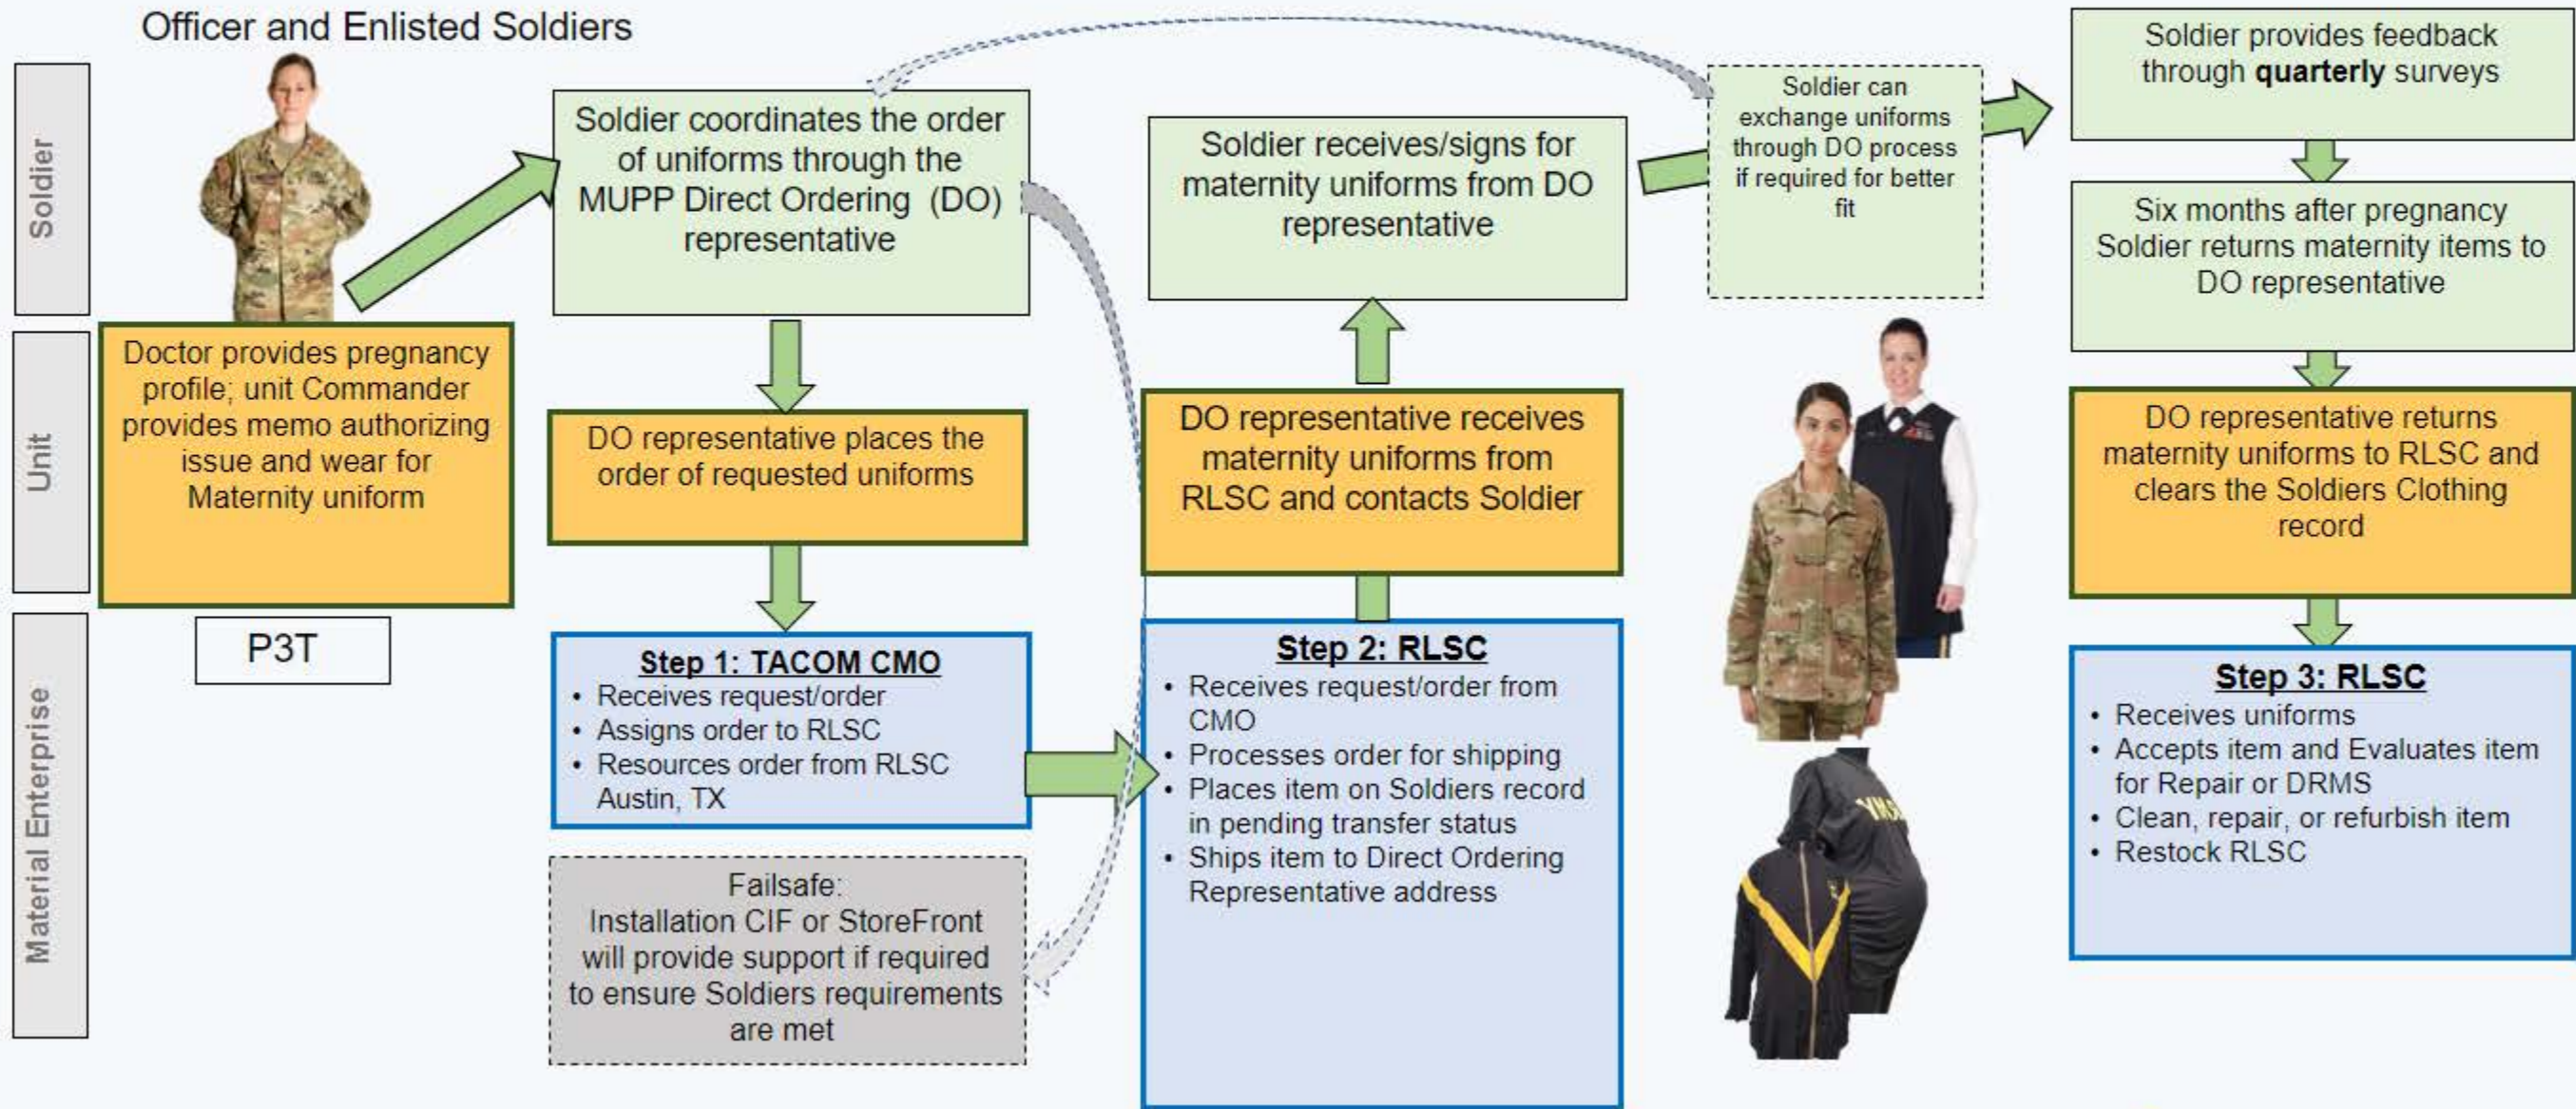 Officer and Enlisted Soldiers
Soldier
Unit
Material Enterprise
Doctor provides pregnancy
profile; unit Commander
provides memo authorizing
issue and wear for
Maternity uniform
P3T
Soldier coordinates the order
of uniforms through the
MUPP Direct Ordering (DO)
representative
DO representative places the
order of requested uniforms
Step 1: TACOM CMO
• Receives request/order
• Assigns order to RLSC
• Resources order from RLSC
Austin, TX
Failsafe:
Installation CIF or StoreFront
will provide support if required
to ensure Soldiers requirements
are met
Soldier receives/signs for
maternity uniforms from DO
representative
DO representative receives
maternity uniforms from
RLSC and contacts Soldier
Step 2: RLSC
• Receives request/order from
CMO
• Processes order for shipping
• Places item on Soldiers record
in pending transfer status
• Ships item to Direct Ordering
Representative address
Soldier can
exchange uniforms
through DO process
if required for better
fit
Soldier provides feedback
through quarterly surveys
Six months after pregnancy
Soldier returns maternity items to
DO representative
DO representative returns
maternity uniforms to RLSC and
clears the Soldiers Clothing
record
Step 3: RLSC
• Receives uniforms
• Accepts item and Evaluates item
for Repair or DRMS
• Clean, repair, or refurbish item
• Restock RLSC